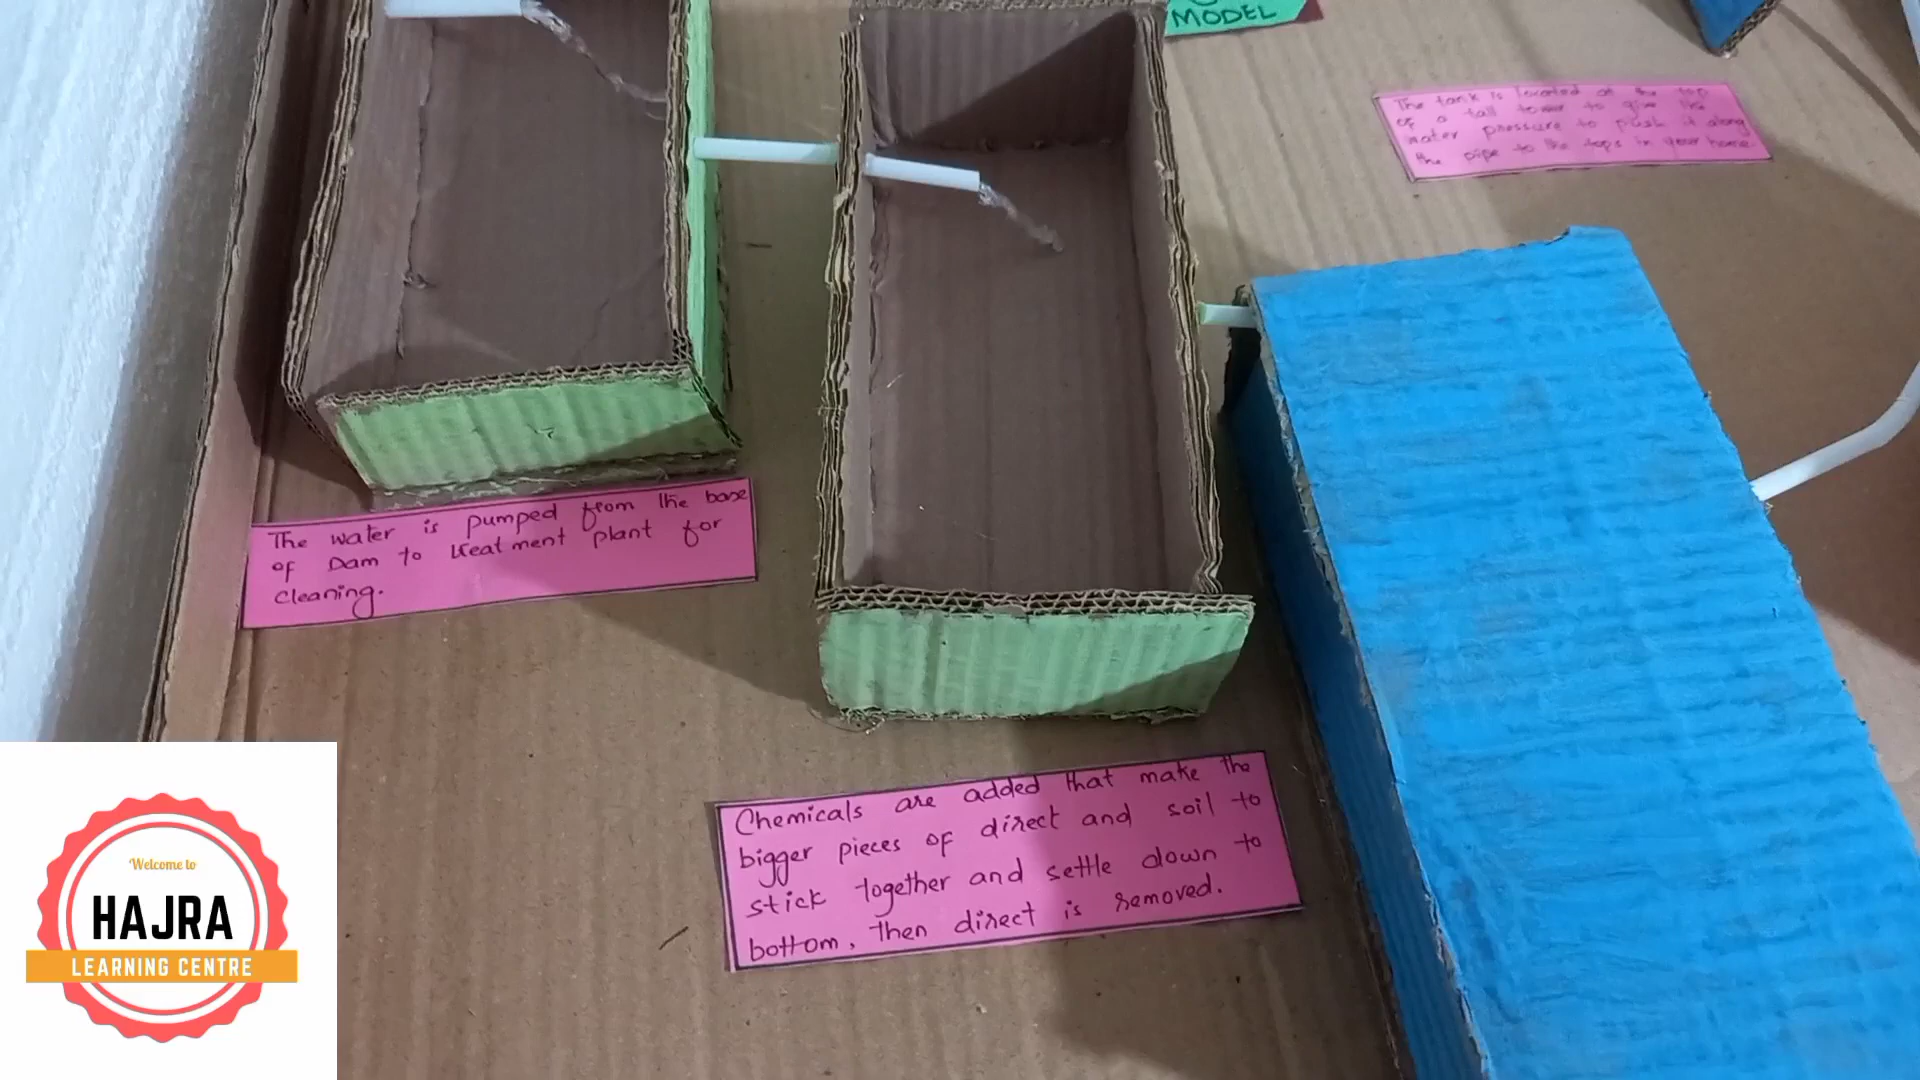 MODEL
The tank is located at the top
of a tall tower to give the
water pressure to push it along
the pipe to the taps in your home.
The water is pumped from the base
of Dam to treatment plant for
cleaning.
Chemicals are added that make the
bigger pieces of direct and soil to
stick together and settle down to
bottom, then direct is removed.
Welcome to
HAJRA
LEARNING CENTRE